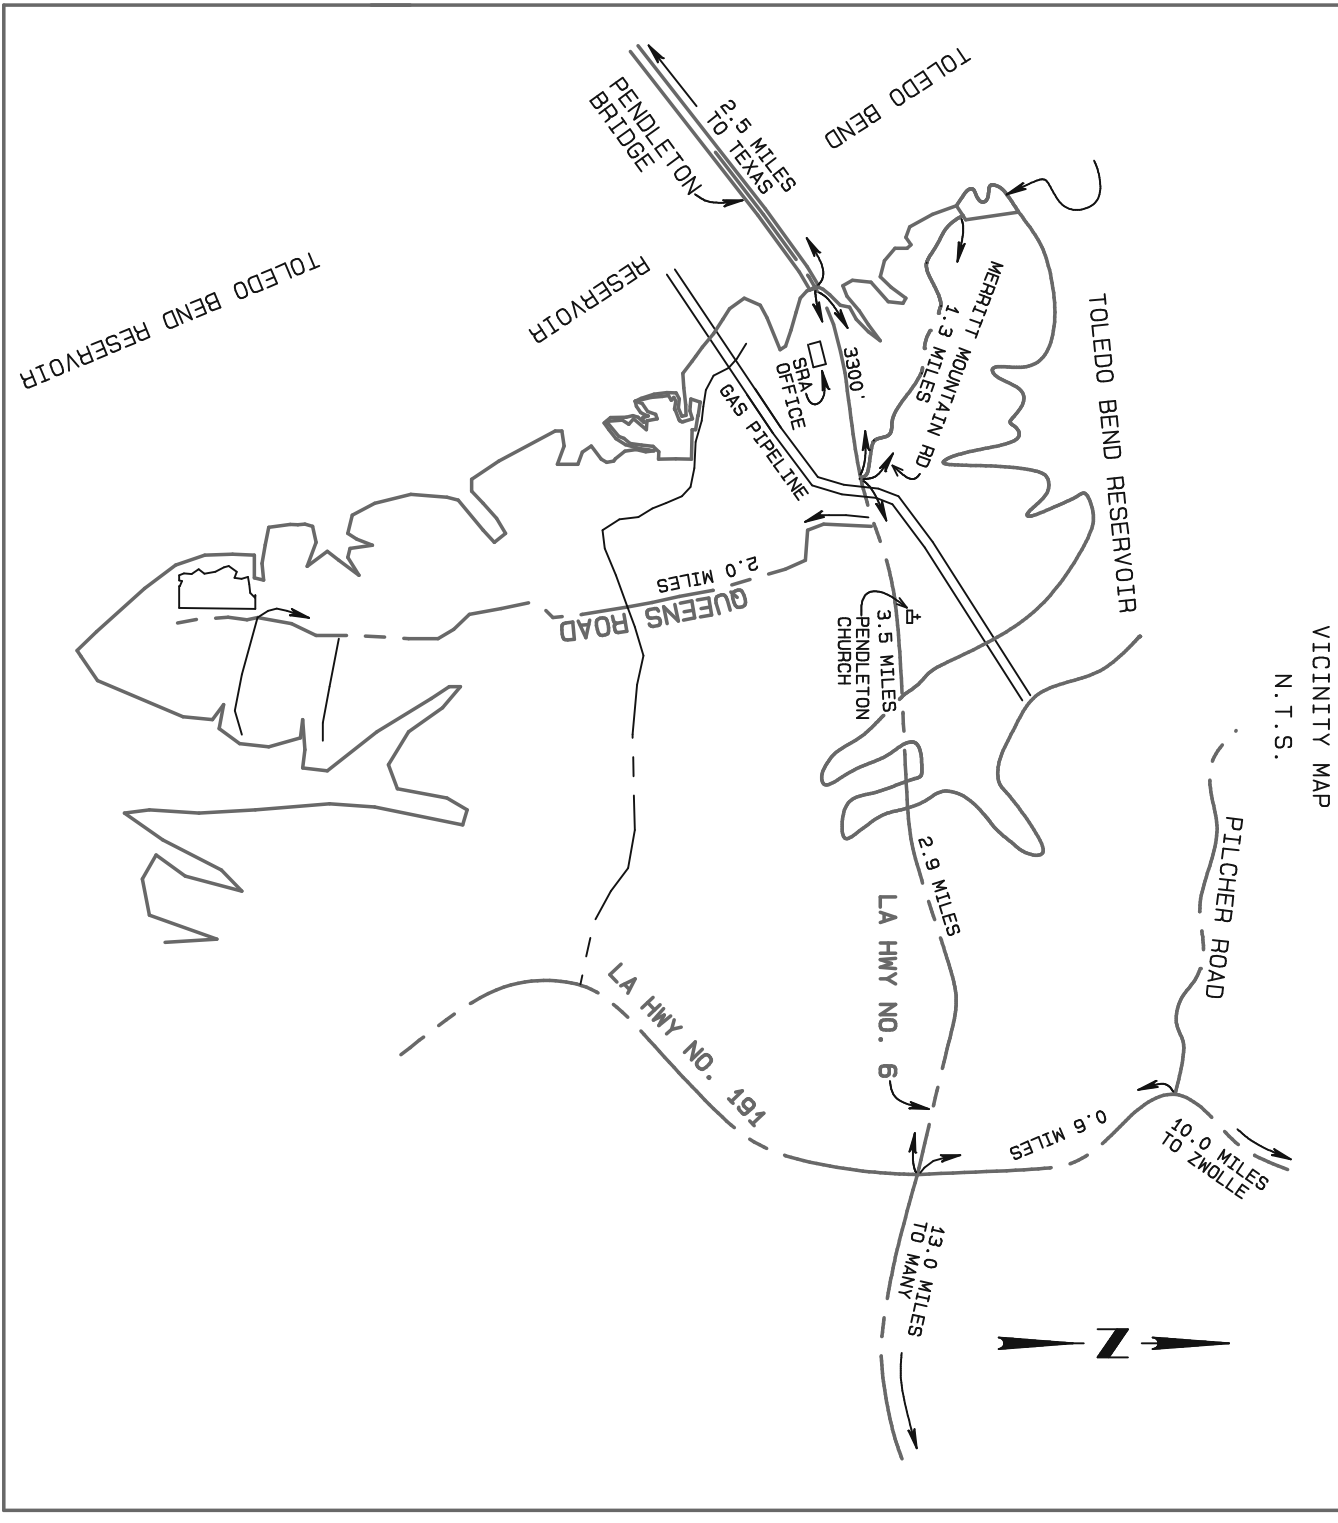 VICINITY MAP
N.T.S.
TOLEDO BEND
RESERVOIR
TOLEDO BEND RESERVOIR
PENDLETON
BRIDGE
2.5 MILES
TO TEXAS
GAS PIPELINE
SRA
OFFICE
3300'
MERRITT MOUNTAIN RD
1.3 MILES
TOLEDO BEND RESERVOIR
2.0 MILES
QUEENS ROAD
3.5 MILES
PENDLETON
CHURCH
2.9 MILES
LA HWY NO. 6
PILCHER ROAD
LA HWY NO. 191
0.6 MILES
10.0 MILES
TO ZWOLLE
13.0 MILES
TO MANY
N